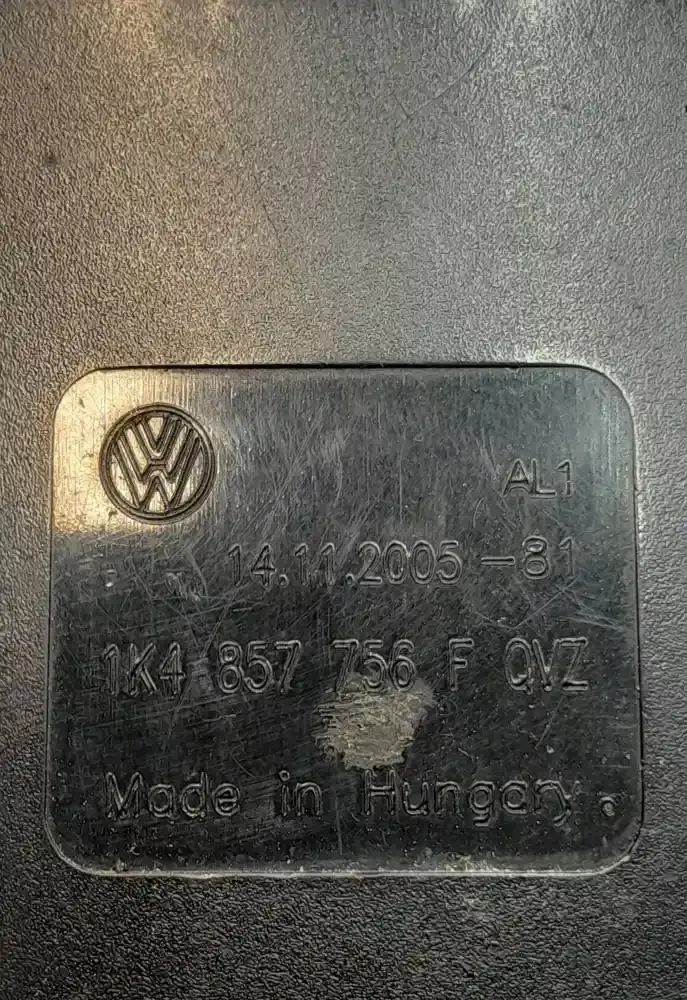 AL1
14.11.2005 -81
1K4 857 756 F QVZ
Made in Hungary.